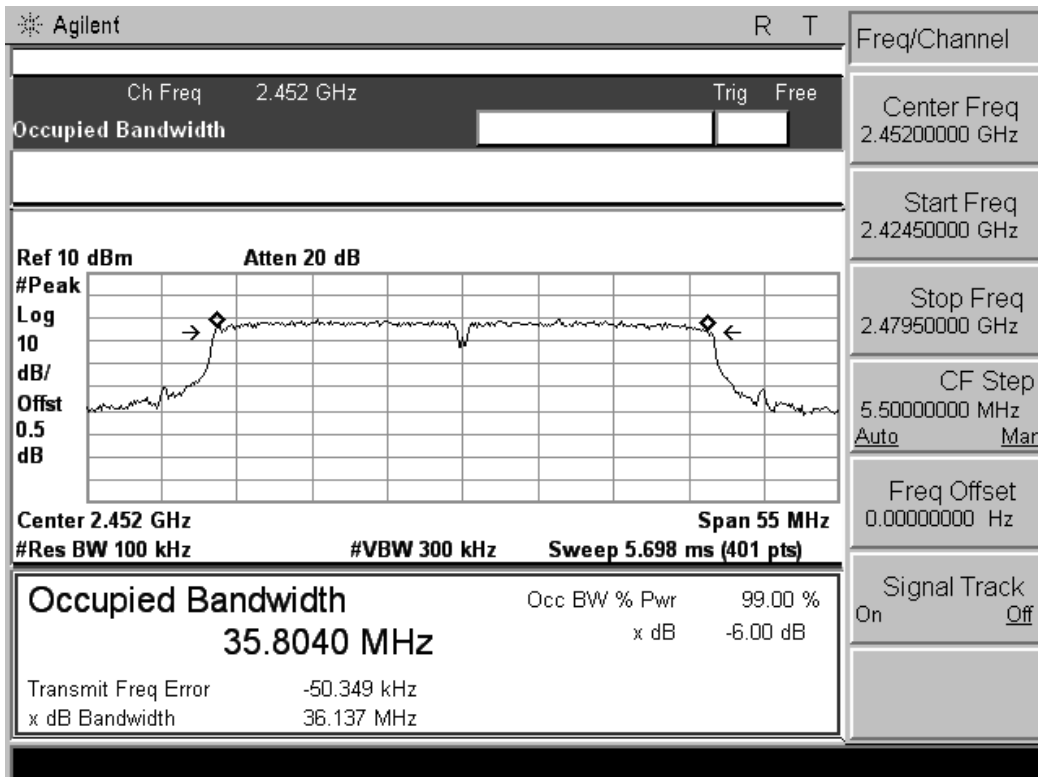 Agilent
R T
Ch Freq 2.452 GHz
Trig Free
Occupied Bandwidth
Ref 10 dBm
Atten 20 dB
#Peak
Log
10
dB/
Offst
0.5
dB
Center 2.452 GHz
Span 55 MHz
#Res BW 100 kHz
#VBW 300 kHz
Sweep 5.698 ms (401 pts)
Occupied Bandwidth
35.8040 MHz
Occ BW % Pwr 99.00 %
x dB -6.00 dB
Transmit Freq Error -50.349 kHz
x dB Bandwidth 36.137 MHz
Freq/Channel
Center Freq
2.45200000 GHz
Start Freq
2.42450000 GHz
Stop Freq
2.47950000 GHz
CF Step
5.50000000 MHz
Auto Mar
Freq Offset
0.00000000 Hz
Signal Track
On Off